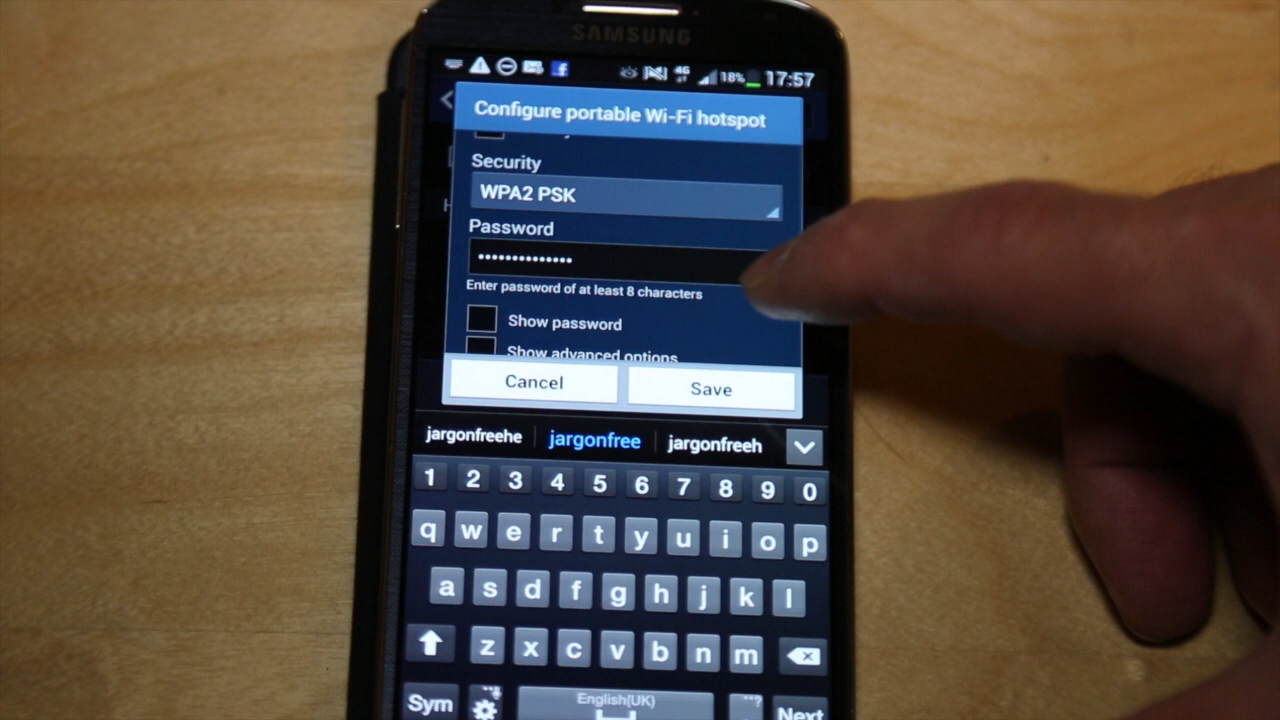 SAMSUNG
4G 18% 17:57
Configure portable Wi-Fi hotspot
Security
WPA2 PSK
Password
••••••••••••••
Enter password of at least 8 characters
Show password
Show advanced options
Cancel Save
jargonfreehe jargonfree jargonfreeh
1 2 3 4 5 6 7 8 9 0
q w e r t y u i o p
a s d f g h j k l
z x c v b n m
Sym English(UK) Next